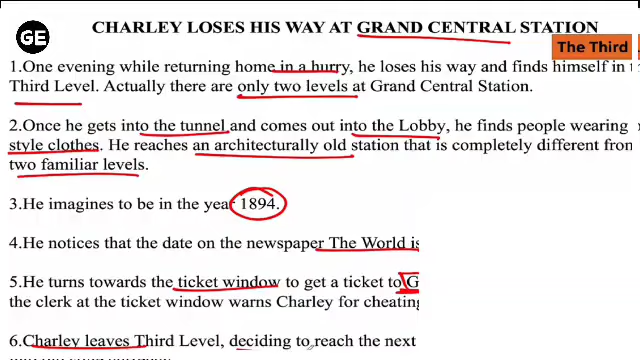 GE
CHARLEY LOSES HIS WAY AT GRAND CENTRAL STATION
The Third
1.One evening while returning home in a hurry, he loses his way and finds himself in
Third Level. Actually there are only two levels at Grand Central Station.
2.Once he gets into the tunnel and comes out into the Lobby, he finds people wearing
style clothes. He reaches an architecturally old station that is completely different from
two familiar levels.
3.He imagines to be in the year 1894.
4.He notices that the date on the newspaper The World is
5.He turns towards the ticket window to get a ticket to G
the clerk at the ticket window warns Charley for cheating
6.Charley leaves Third Level, deciding to reach the next